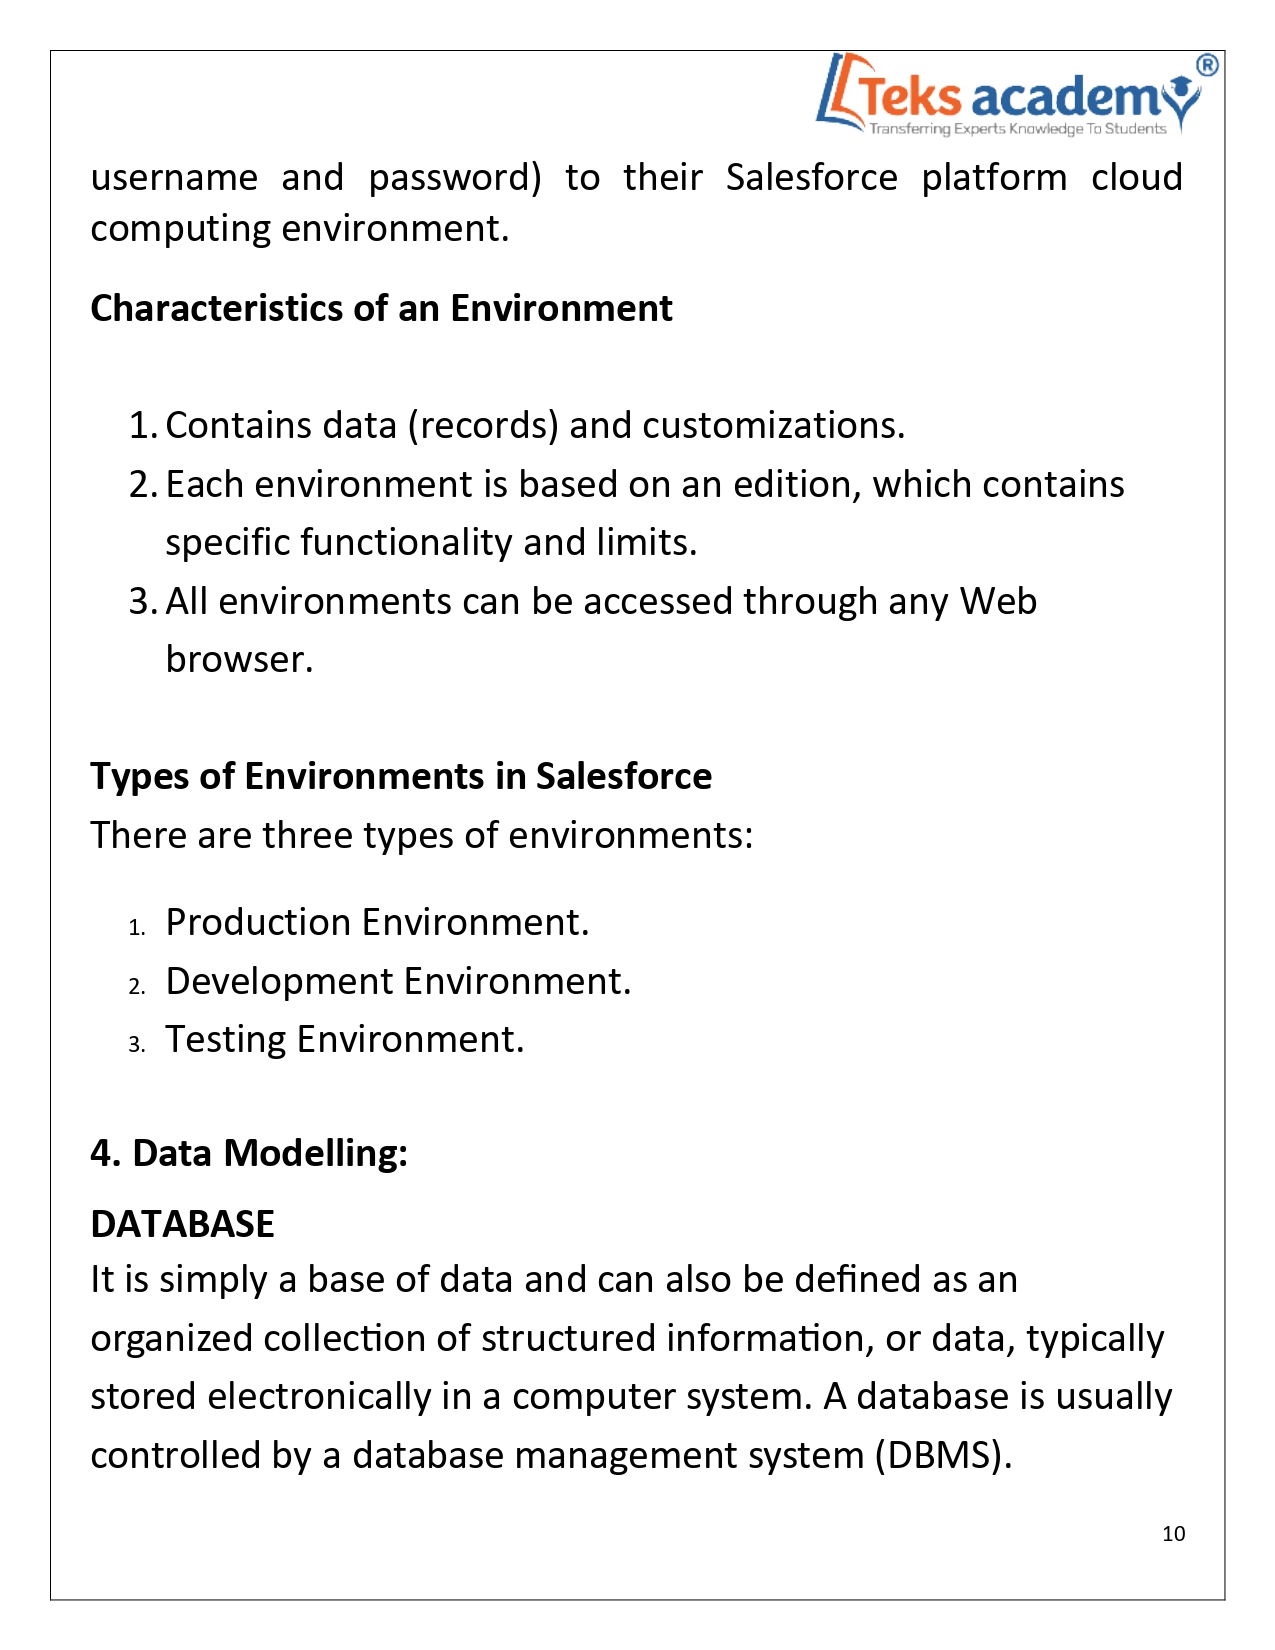 Teks academy ®
Transferring Experts Knowledge To Students
username and password) to their Salesforce platform cloud
computing environment.
Characteristics of an Environment
1. Contains data (records) and customizations.
2. Each environment is based on an edition, which contains
specific functionality and limits.
3. All environments can be accessed through any Web
browser.
Types of Environments in Salesforce
There are three types of environments:
1. Production Environment.
2. Development Environment.
3. Testing Environment.
4. Data Modelling:
DATABASE
It is simply a base of data and can also be defined as an
organized collection of structured information, or data, typically
stored electronically in a computer system. A database is usually
controlled by a database management system (DBMS).
10